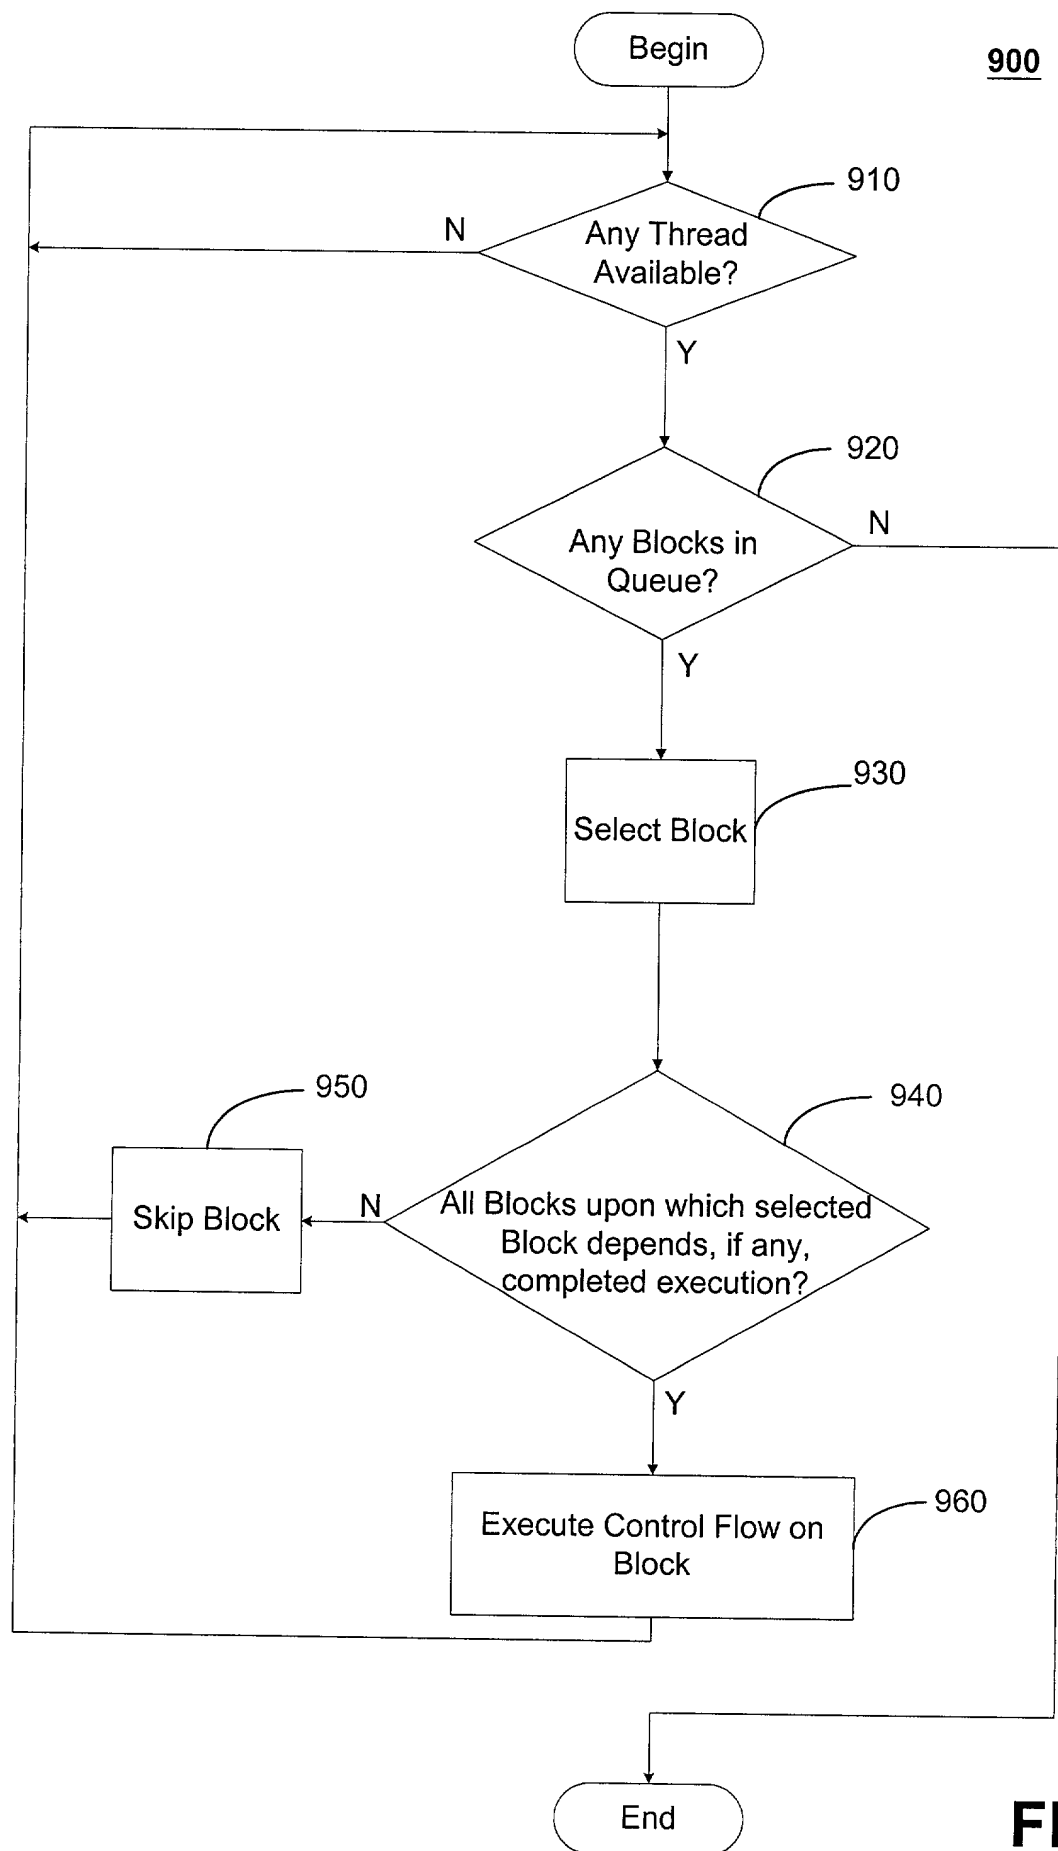 Begin
900
910
N
Any Thread
Available?
Y
920
N
Any Blocks in
Queue?
Y
930
Select Block
950
940
Skip Block
N
All Blocks upon which selected
Block depends, if any,
completed execution?
Y
960
Execute Control Flow on
Block
End